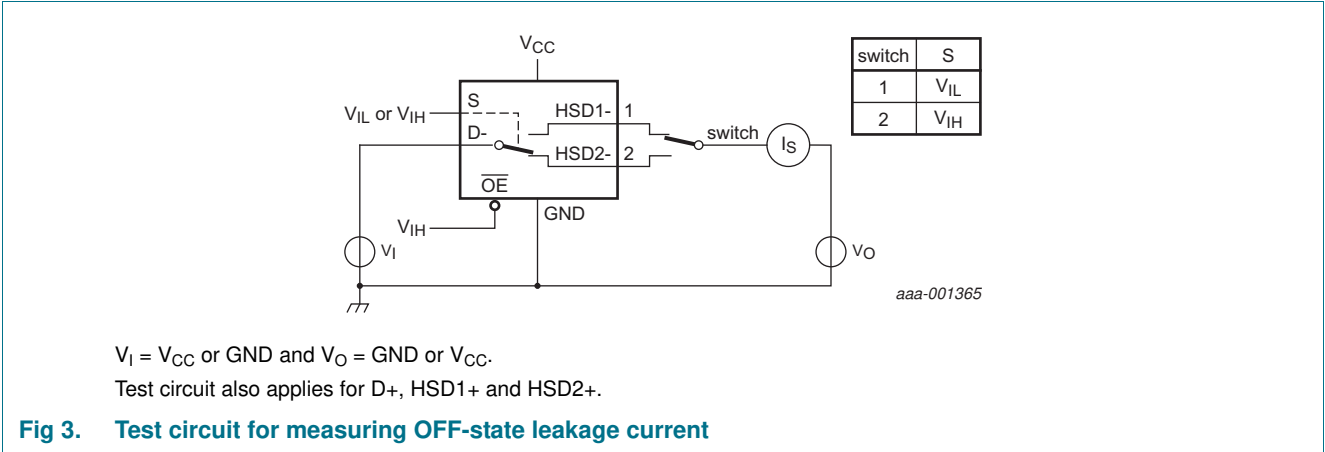 VCC
switch S
1 VIL
2 VIH
S
HSD1- 1
VIL or VIH
D-
switch
IS
HSD2- 2
OE
GND
VIH
VI
VO
aaa-001365
VI = VCC or GND and VO = GND or VCC.
Test circuit also applies for D+, HSD1+ and HSD2+.
Fig 3. Test circuit for measuring OFF-state leakage current